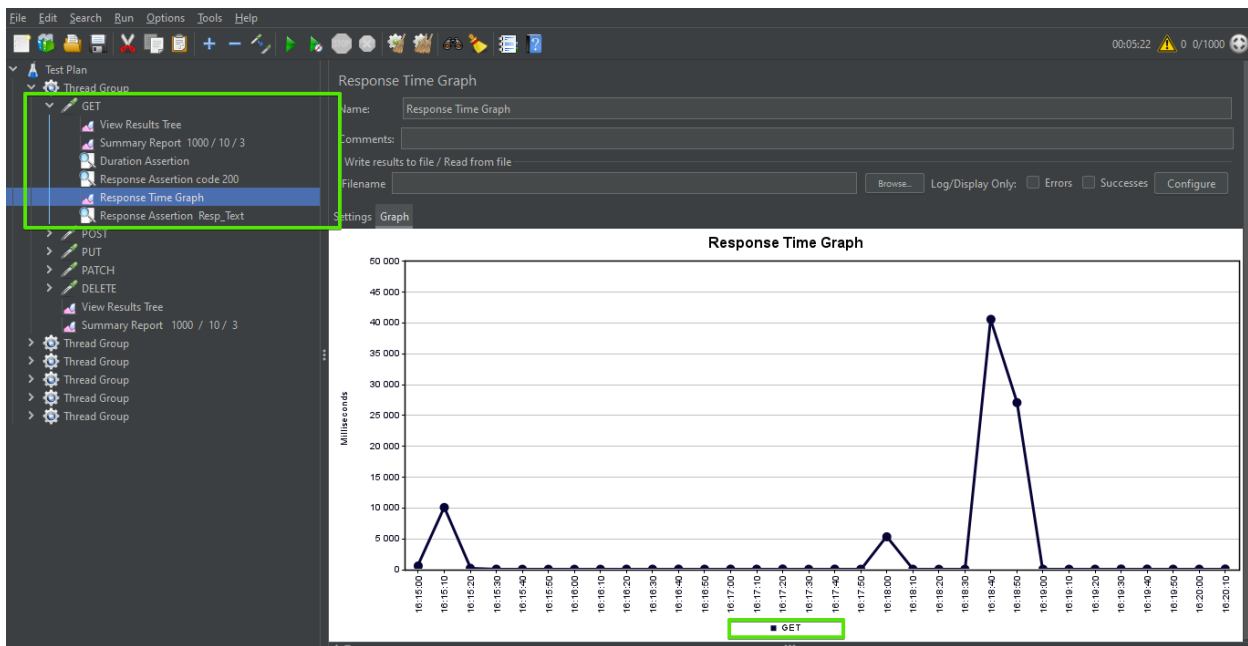 File Edit Search Run Options Tools Help
STOP
00:05:22 0 0/1000
Test Plan
Thread Group
GET
View Results Tree
Summary Report 1000 / 10 / 3
Duration Assertion
Response Assertion code 200
Response Time Graph
Response Assertion Resp_Text
POST
PUT
PATCH
DELETE
View Results Tree
Summary Report 1000 / 10 / 3
Thread Group
Thread Group
Thread Group
Thread Group
Thread Group
Response Time Graph
Name: Response Time Graph
Comments:
Write results to file / Read from file
Filename Browse... Log/Display Only: Errors Successes Configure
Settings Graph
Response Time Graph
50 000
45 000
40 000
35 000
30 000
25 000
20 000
15 000
10 000
5 000
0
Milliseconds
16:15:00 16:15:10 16:15:20 16:15:30 16:15:40 16:15:50 16:16:00 16:16:10 16:16:20 16:16:30 16:16:40 16:16:50 16:17:00 16:17:10 16:17:20 16:17:30 16:17:40 16:17:50 16:18:00 16:18:10 16:18:20 16:18:30 16:18:40 16:18:50 16:19:00 16:19:10 16:19:20 16:19:30 16:19:40 16:19:50 16:20:00 16:20:10
GET